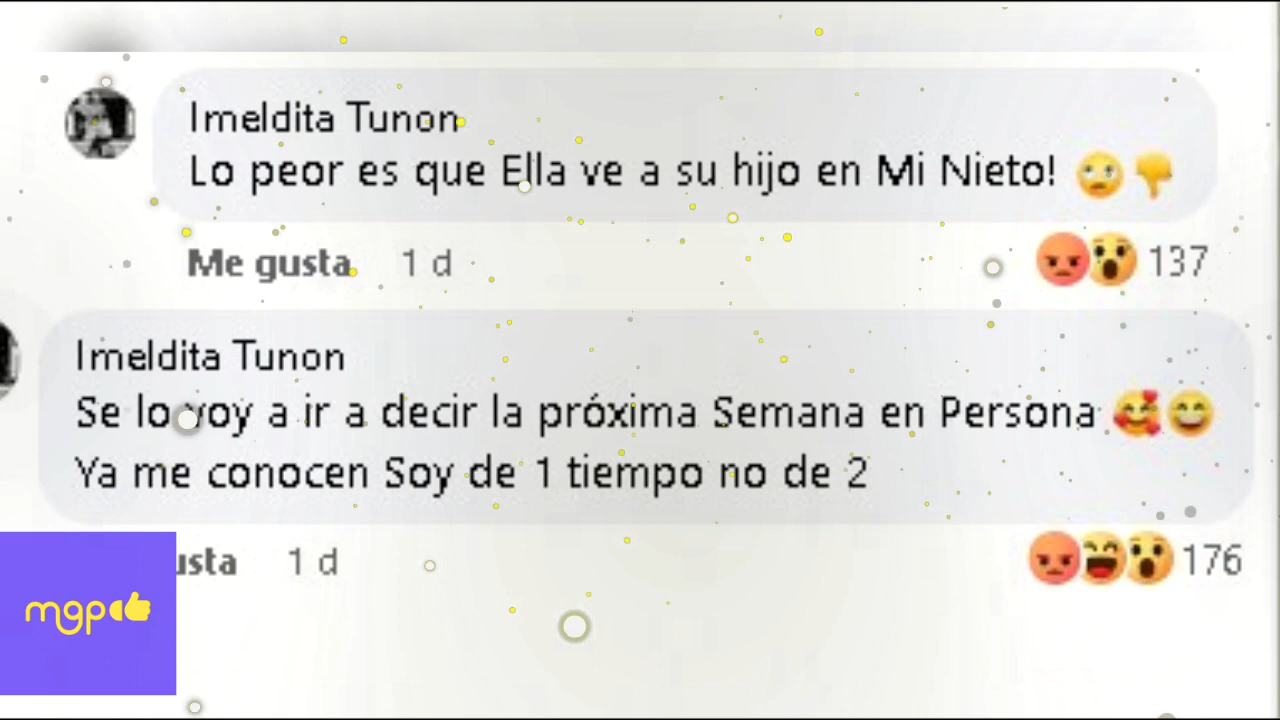 Imeldita Tunon
Lo peor es que Ella ve a su hijo en Mi Nieto! 🙄👎
Me gusta 1 d 137
Imeldita Tunon
Se lo voy a ir a decir la próxima Semana en Persona 🥰😄
Ya me conocen Soy de 1 tiempo no de 2
usta 1 d 176
mgp